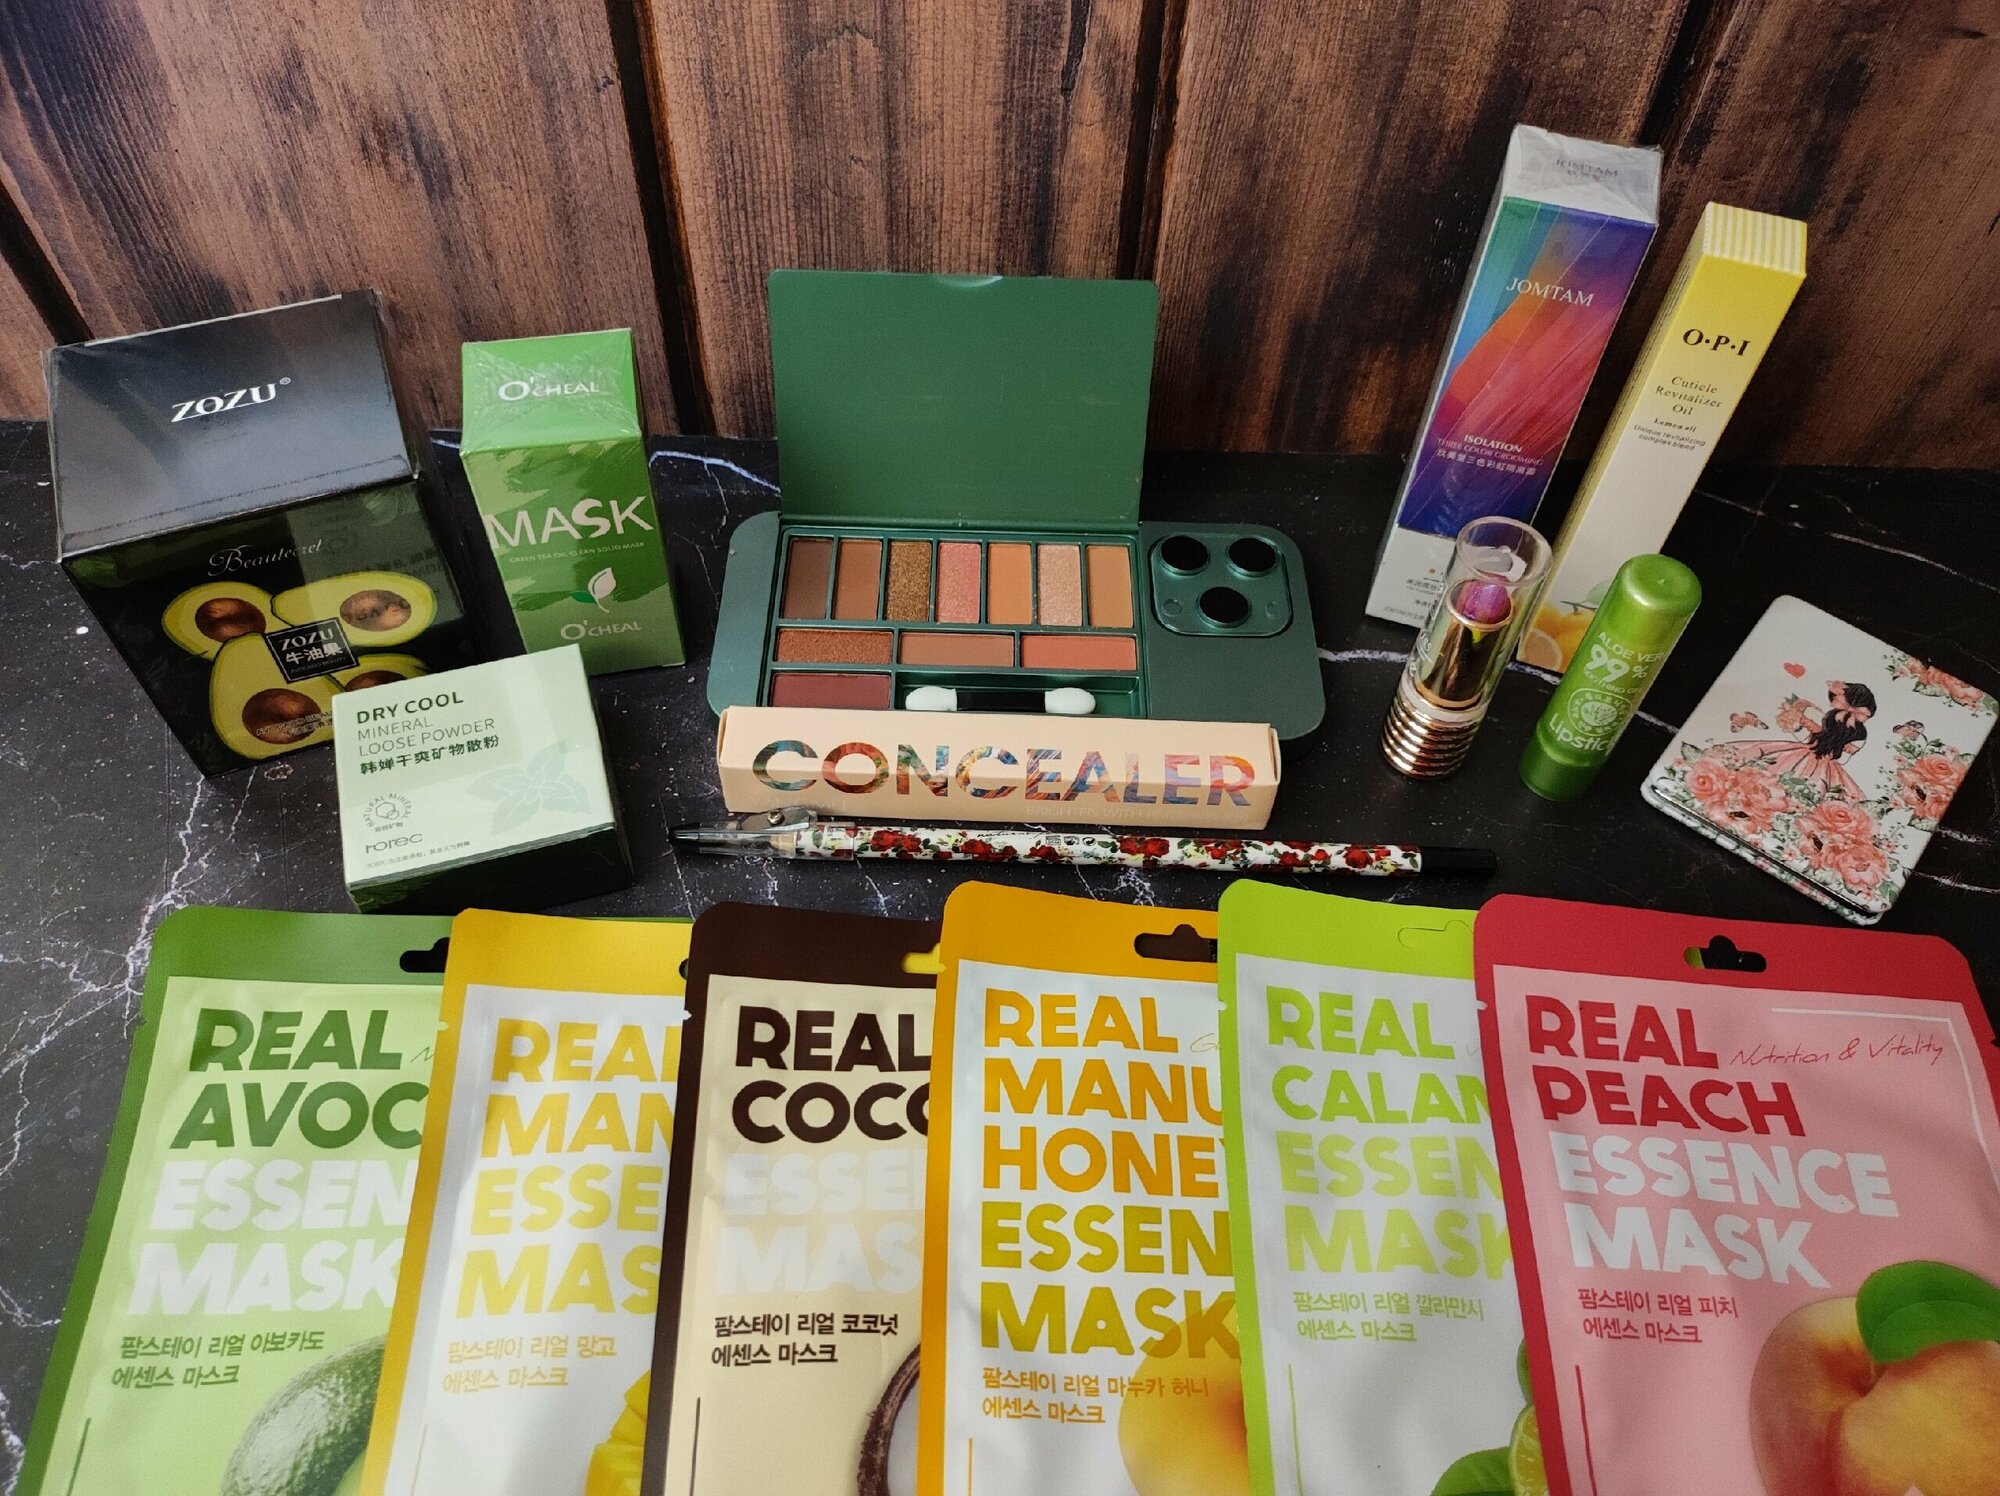 ZOZU®
Beautecret
ZOZU
牛油果
AVOCADO BEAUTY
O'CHEAL
MASK
GREEN TEA OIL CLEAN SOLID MASK
O'CHEAL
DRY COOL
MINERAL
LOOSE POWDER
韩婵干爽矿物散粉
NATURAL MINERAL
rorec
CONCEALER
JOMTAM
JOMTAM
ISOLATION
THREE COLOR GROOMING
O·P·I
Cuticle
Revitalizer
Oil
Lemon oil
Unique revitalizing
complex blend
ALOE VERA
99%
SOOTHING GEL
Lipstick
REAL
AVOC
ESSEN
MASK
팜스테이 리얼 아보카도
에센스 마스크
REAL
MAN
ESSE
MAS
팜스테이 리얼 망고
에센스 마스크
REAL
COCO
ESSE
MAS
팜스테이 리얼 코코넛
에센스 마스크
REAL
MANU
HONEY
ESSEN
MASK
팜스테이 리얼 마누카 허니
에센스 마스크
REAL
CALAM
ESSEN
MASK
팜스테이 리얼 깔라만시
에센스 마스크
REAL
Nutrition & Vitality
PEACH
ESSENCE
MASK
팜스테이 리얼 피치
에센스 마스크